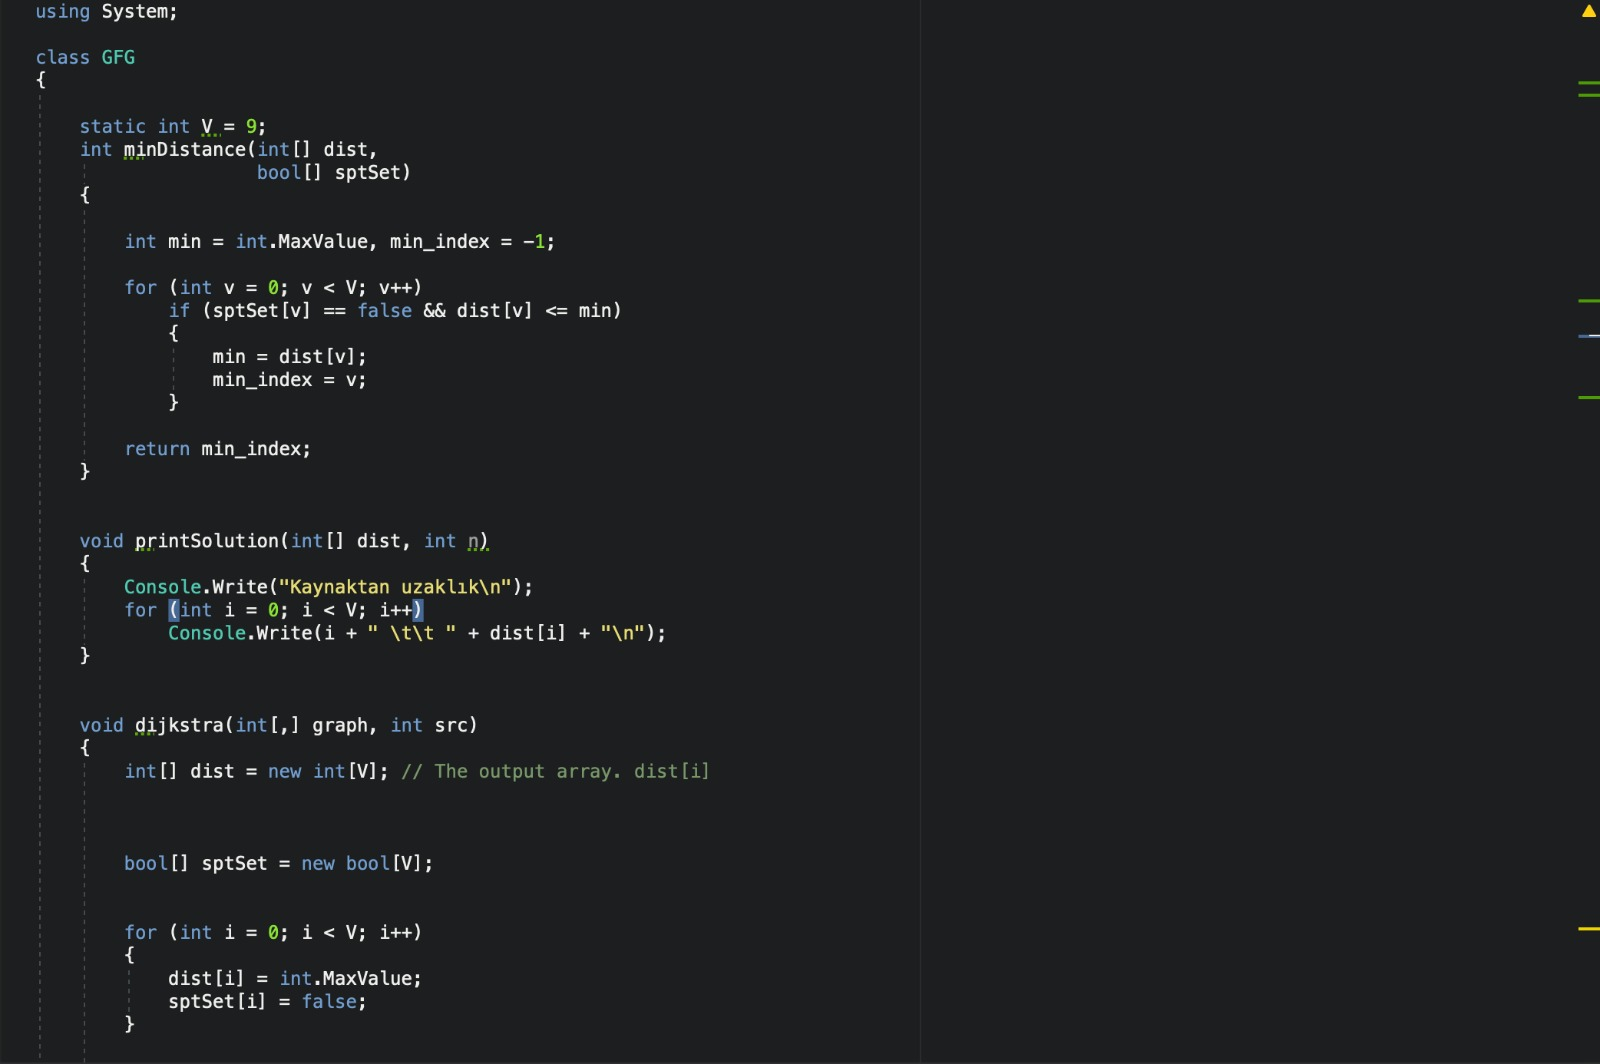 using System;
class GFG
{
static int V = 9;
int minDistance(int[] dist,
bool[] sptSet)
{
int min = int.MaxValue, min_index = -1;
for (int v = 0; v < V; v++)
if (sptSet[v] == false && dist[v] <= min)
{
min = dist[v];
min_index = v;
}
return min_index;
}
void printSolution(int[] dist, int n)
{
Console.Write("Kaynaktan uzaklık\n");
for (int i = 0; i < V; i++)
Console.Write(i + " \t\t " + dist[i] + "\n");
}
void dijkstra(int[,] graph, int src)
{
int[] dist = new int[V]; // The output array. dist[i]
bool[] sptSet = new bool[V];
for (int i = 0; i < V; i++)
{
dist[i] = int.MaxValue;
sptSet[i] = false;
}